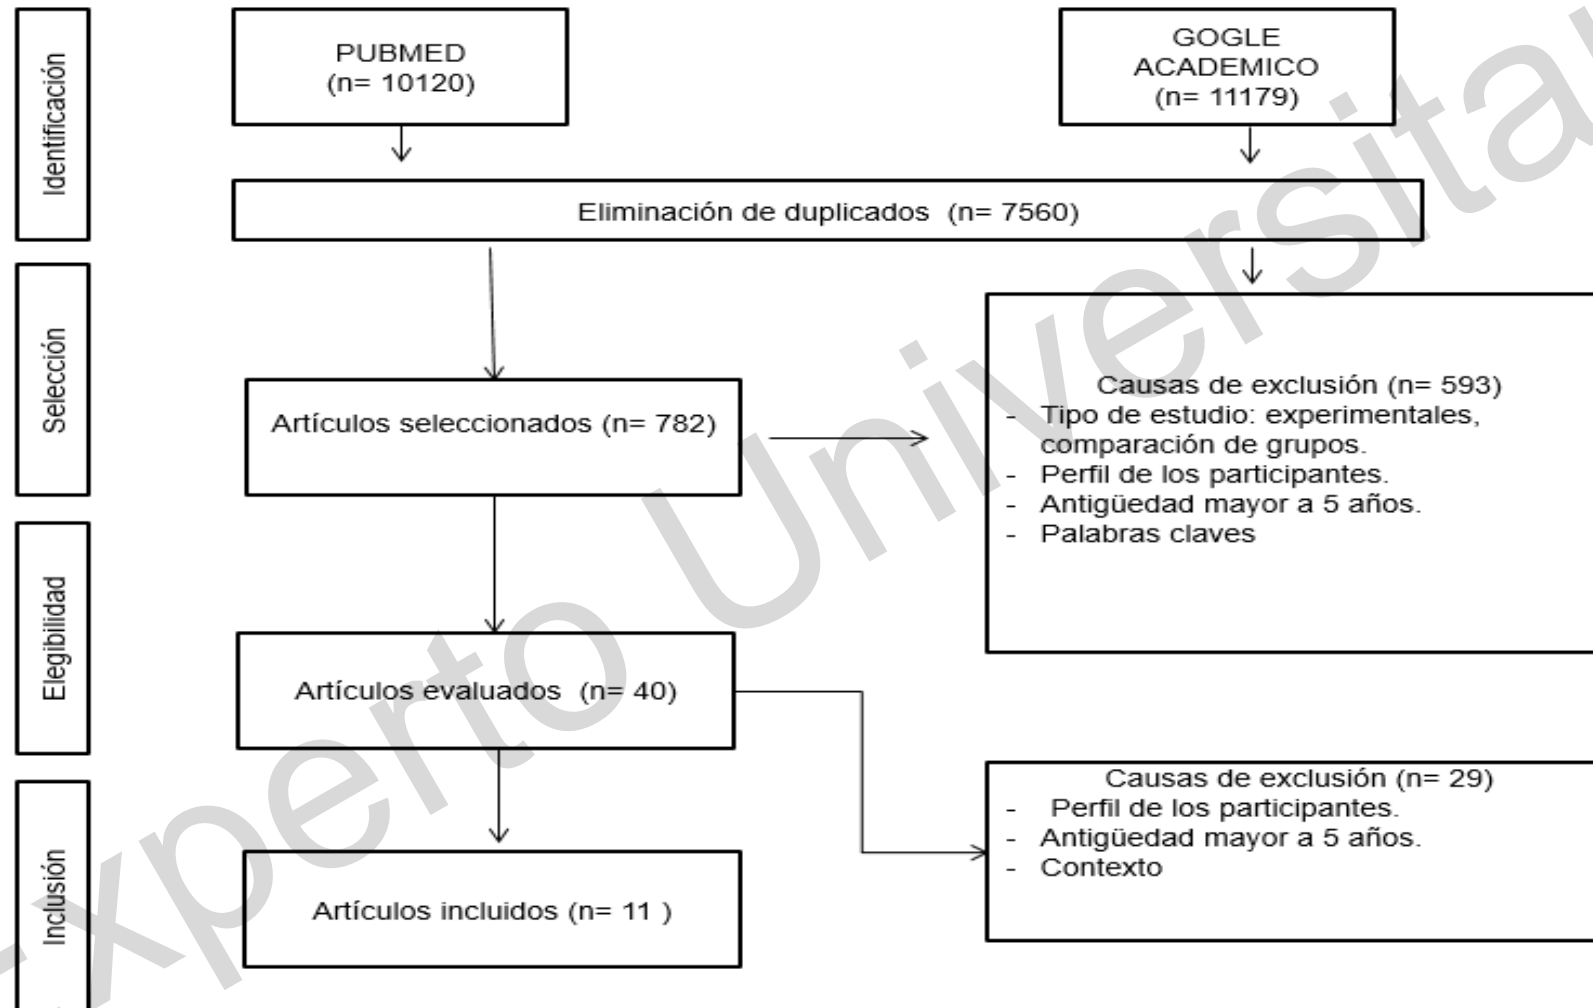 Identificación
PUBMED
(n= 10120)
GOGLE
ACADEMICO
(n= 11179)
Eliminación de duplicados (n= 7560)
Selección
Artículos seleccionados (n= 782)
Causas de exclusión (n= 593)
- Tipo de estudio: experimentales,
comparación de grupos.
- Perfil de los participantes.
- Antigüedad mayor a 5 años.
- Palabras claves
Elegibilidad
Artículos evaluados (n= 40)
Causas de exclusión (n= 29)
- Perfil de los participantes.
- Antigüedad mayor a 5 años.
- Contexto
Inclusión
Artículos incluidos (n= 11 )
Experto Universita